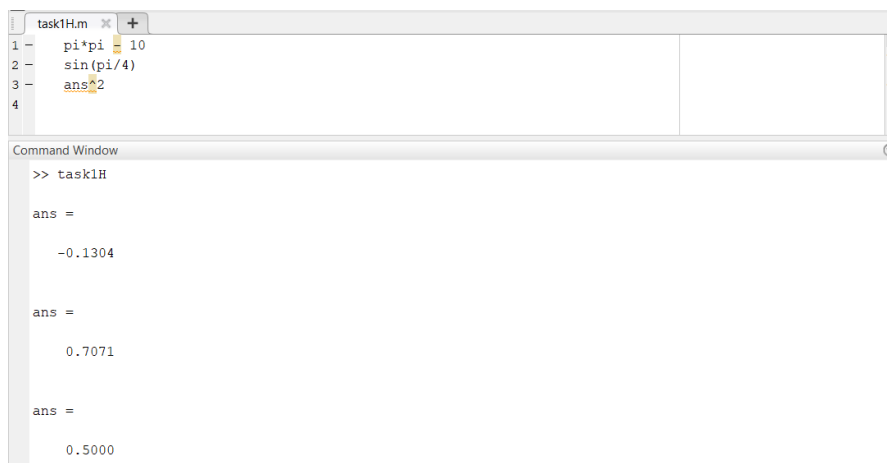 task1H.m × +
1 – pi*pi - 10
2 – sin(pi/4)
3 – ans^2
4
Command Window
>> task1H
ans =
-0.1304
ans =
0.7071
ans =
0.5000